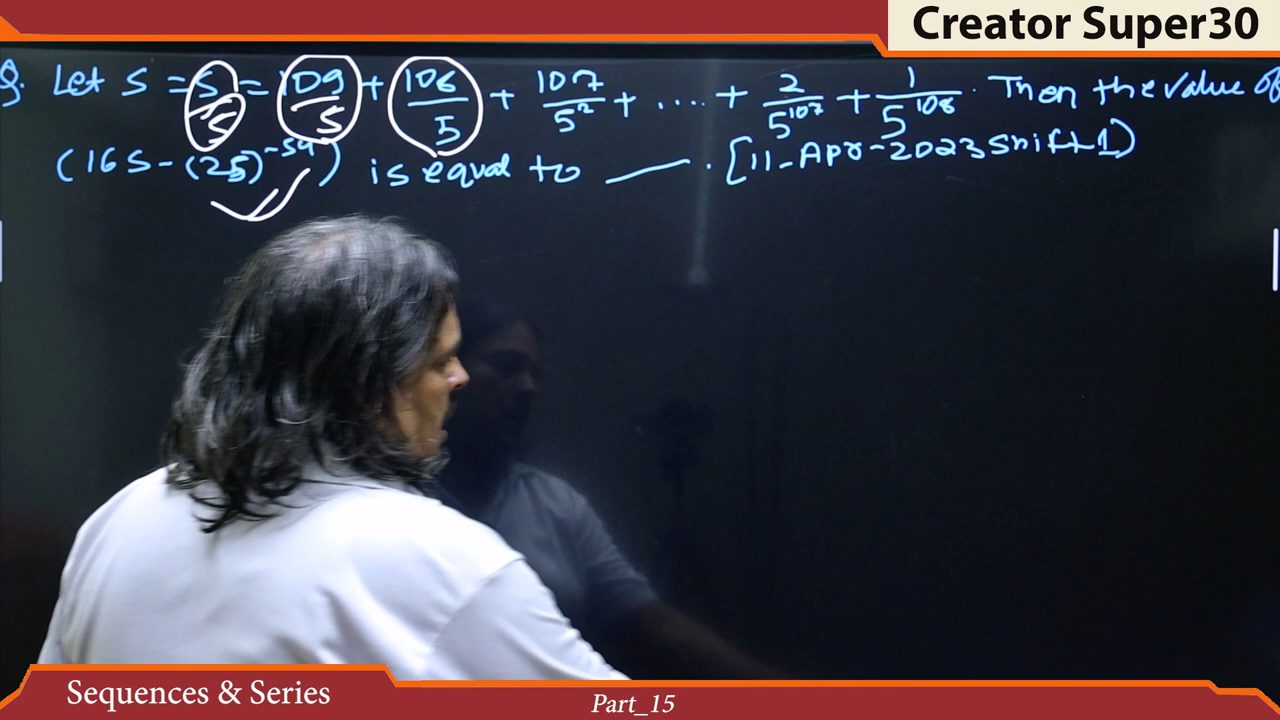 Creator Super30
Q. Let S = S/5 = 109/5 + 108/5 + 107/5² + .... + 2/5¹⁰⁷ + 1/5¹⁰⁸. Then the value of
(16S - (25)⁻⁵⁴) is equal to ___. [11-Apr-2023 Shift-1]
Sequences & Series
Part_15